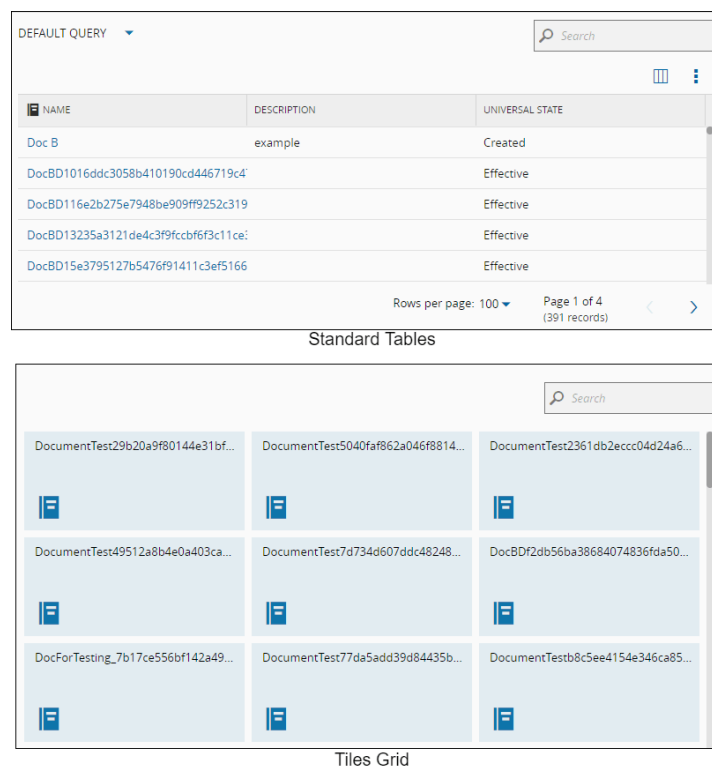 DEFAULT QUERY
Search
NAME DESCRIPTION UNIVERSAL STATE
Doc B example Created
DocBD1016ddc3058b410190cd446719c4 Effective
DocBD116e2b275e7948be909ff9252c319 Effective
DocBD13235a3121de4c3f9fccbf6f3c11ce Effective
DocBD15e3795127b5476f91411c3ef5166 Effective
Rows per page: 100 Page 1 of 4
(391 records)
Standard Tables
Search
DocumentTest29b20a9f80144e31bf... DocumentTest5040faf862a046f8814... DocumentTest2361db2eccc04d24a6...
DocumentTest49512a8b4e0a403ca... DocumentTest7d734d607ddc48248... DocBDf2db56ba38684074836fda50...
DocForTesting_7b17ce556bf142a49... DocumentTest77da5add39d84435b... DocumentTestb8c5ee4154e346ca85...
Tiles Grid